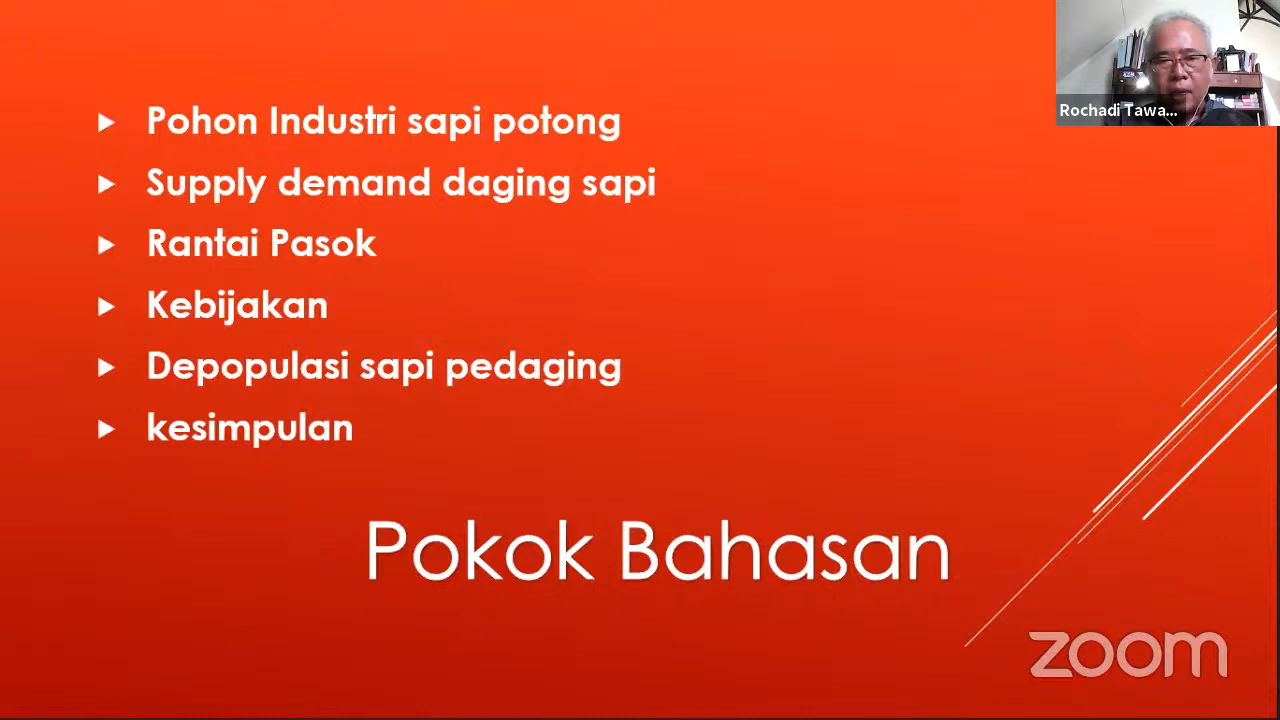 Pohon Industri sapi potong
Supply demand daging sapi
Rantai Pasok
Kebijakan
Depopulasi sapi pedaging
kesimpulan
Pokok Bahasan
Rochadi Tawa...
zoom